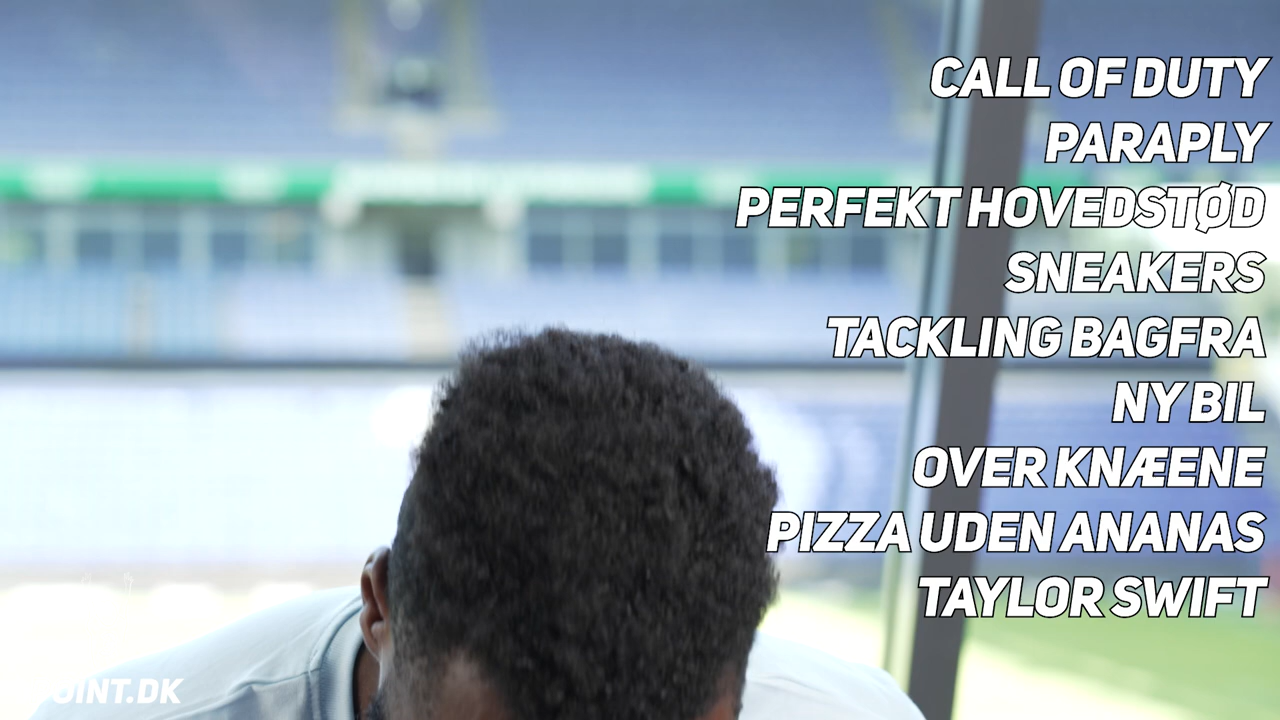 CALL OF DUTY
PARAPLY
PERFEKT HOVEDSTØD
SNEAKERS
TACKLING BAGFRA
NY BIL
OVER KNÆENE
PIZZA UDEN ANANAS
TAYLOR SWIFT
OINT.DK